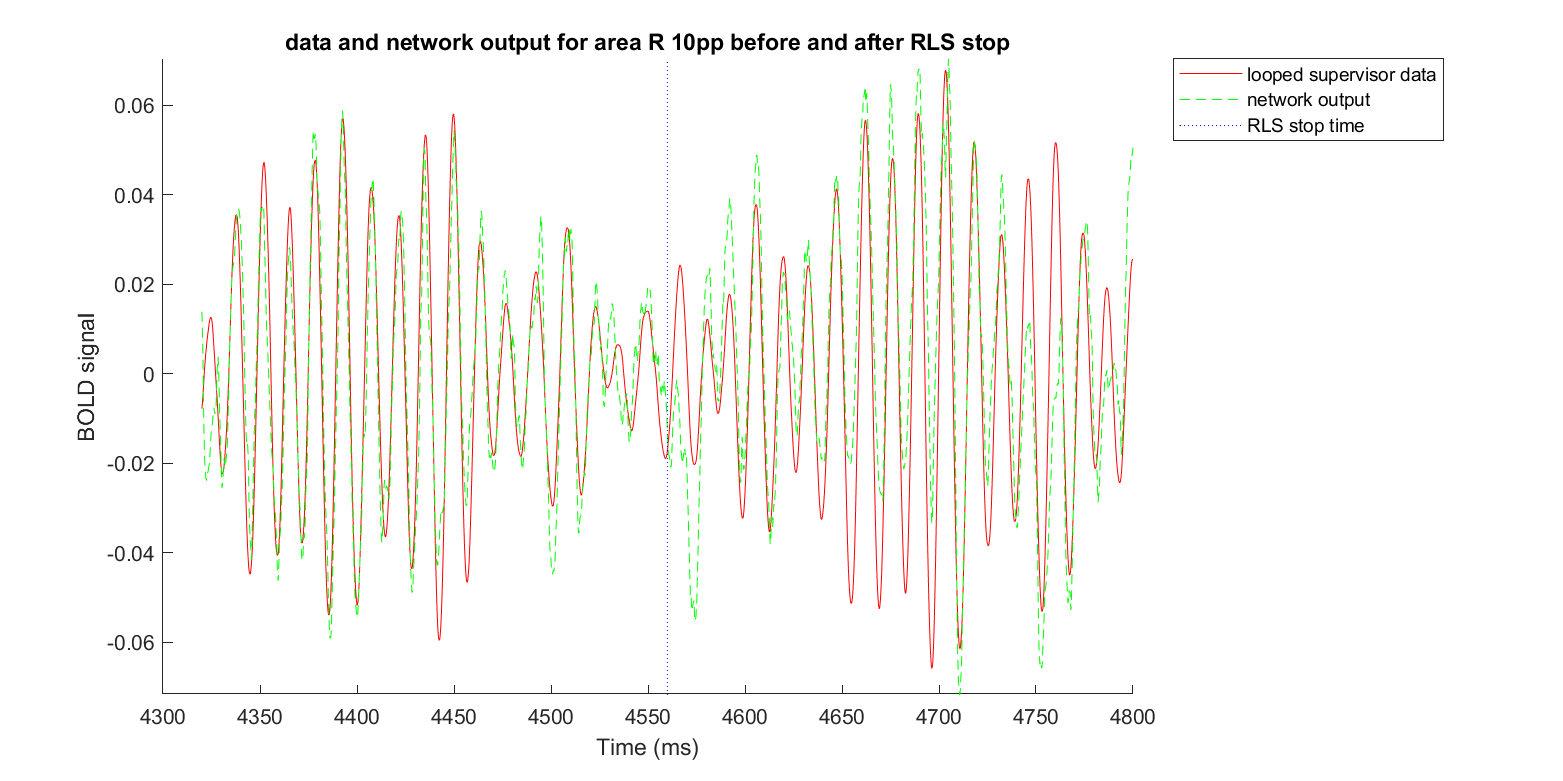 data and network output for area R 10pp before and after RLS stop
looped supervisor data
network output
RLS stop time
0.06
0.04
0.02
0
-0.02
-0.04
-0.06
BOLD signal
4300 4350 4400 4450 4500 4550 4600 4650 4700 4750 4800
Time (ms)